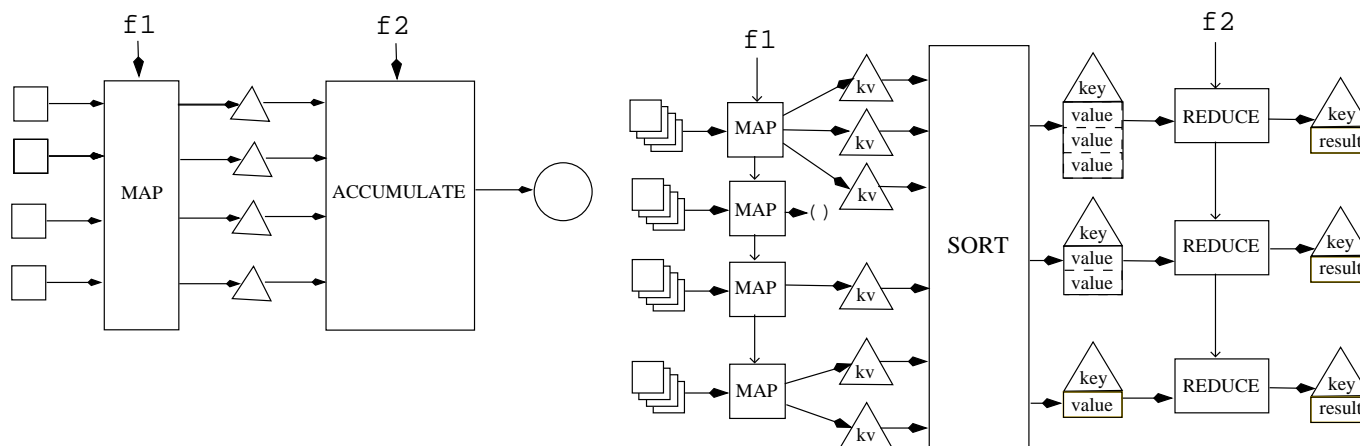 f1
f2
MAP
ACCUMULATE
f1
f2
MAP
MAP
MAP
MAP
()
kv
kv
kv
kv
kv
kv
SORT
key
value
value
value
key
value
value
key
value
REDUCE
REDUCE
REDUCE
key
result
key
result
key
result